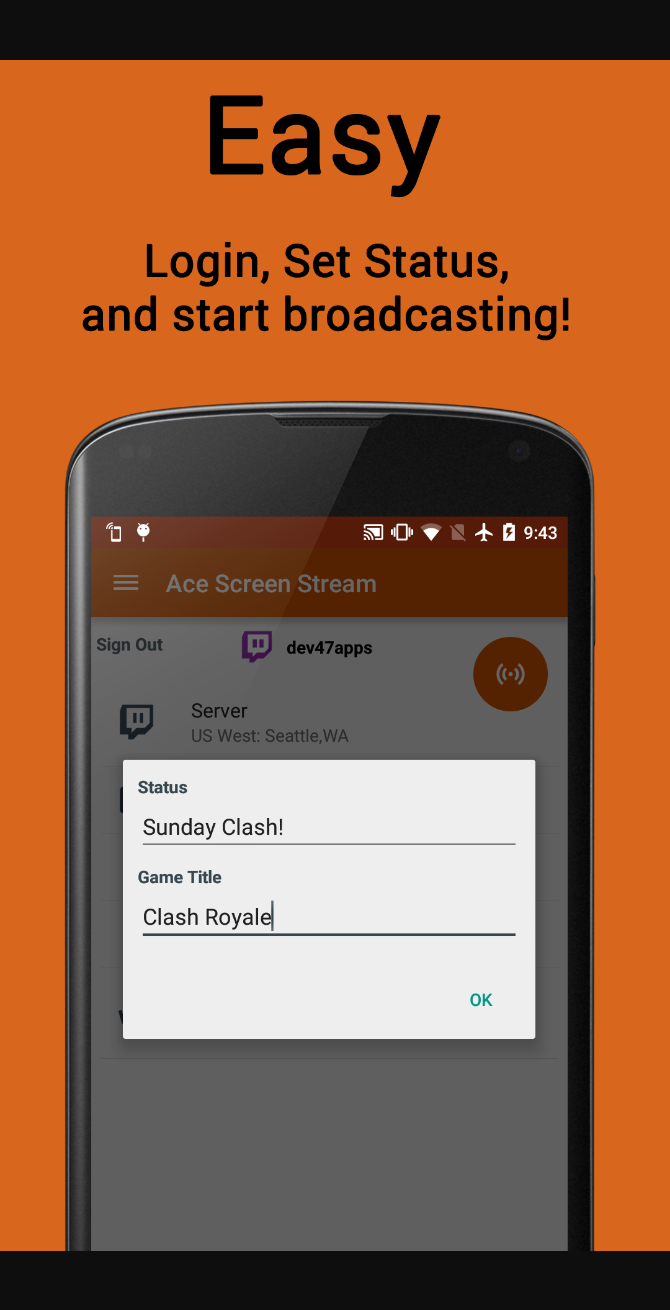 Easy
Login, Set Status,
and start broadcasting!
9:43
Ace Screen Stream
Sign Out
dev47apps
Server
US West: Seattle,WA
Status
Sunday Clash!
Game Title
Clash Royale
OK